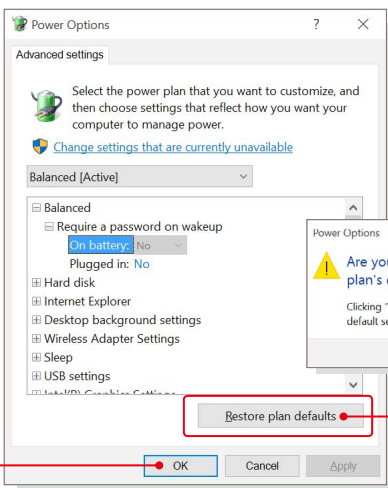 Power Options
Advanced settings
Select the power plan that you want to customize, and
then choose settings that reflect how you want your
computer to manage power.
Change settings that are currently unavailable
Balanced [Active]
Balanced
Require a password on wakeup
On battery: No
Plugged in: No
Hard disk
Internet Explorer
Desktop background settings
Wireless Adapter Settings
Sleep
USB settings
Intel(R) Graphics Settings
Power Options
Are you
plan's
Clicking "
default
Restore plan defaults
OK
Cancel
Apply